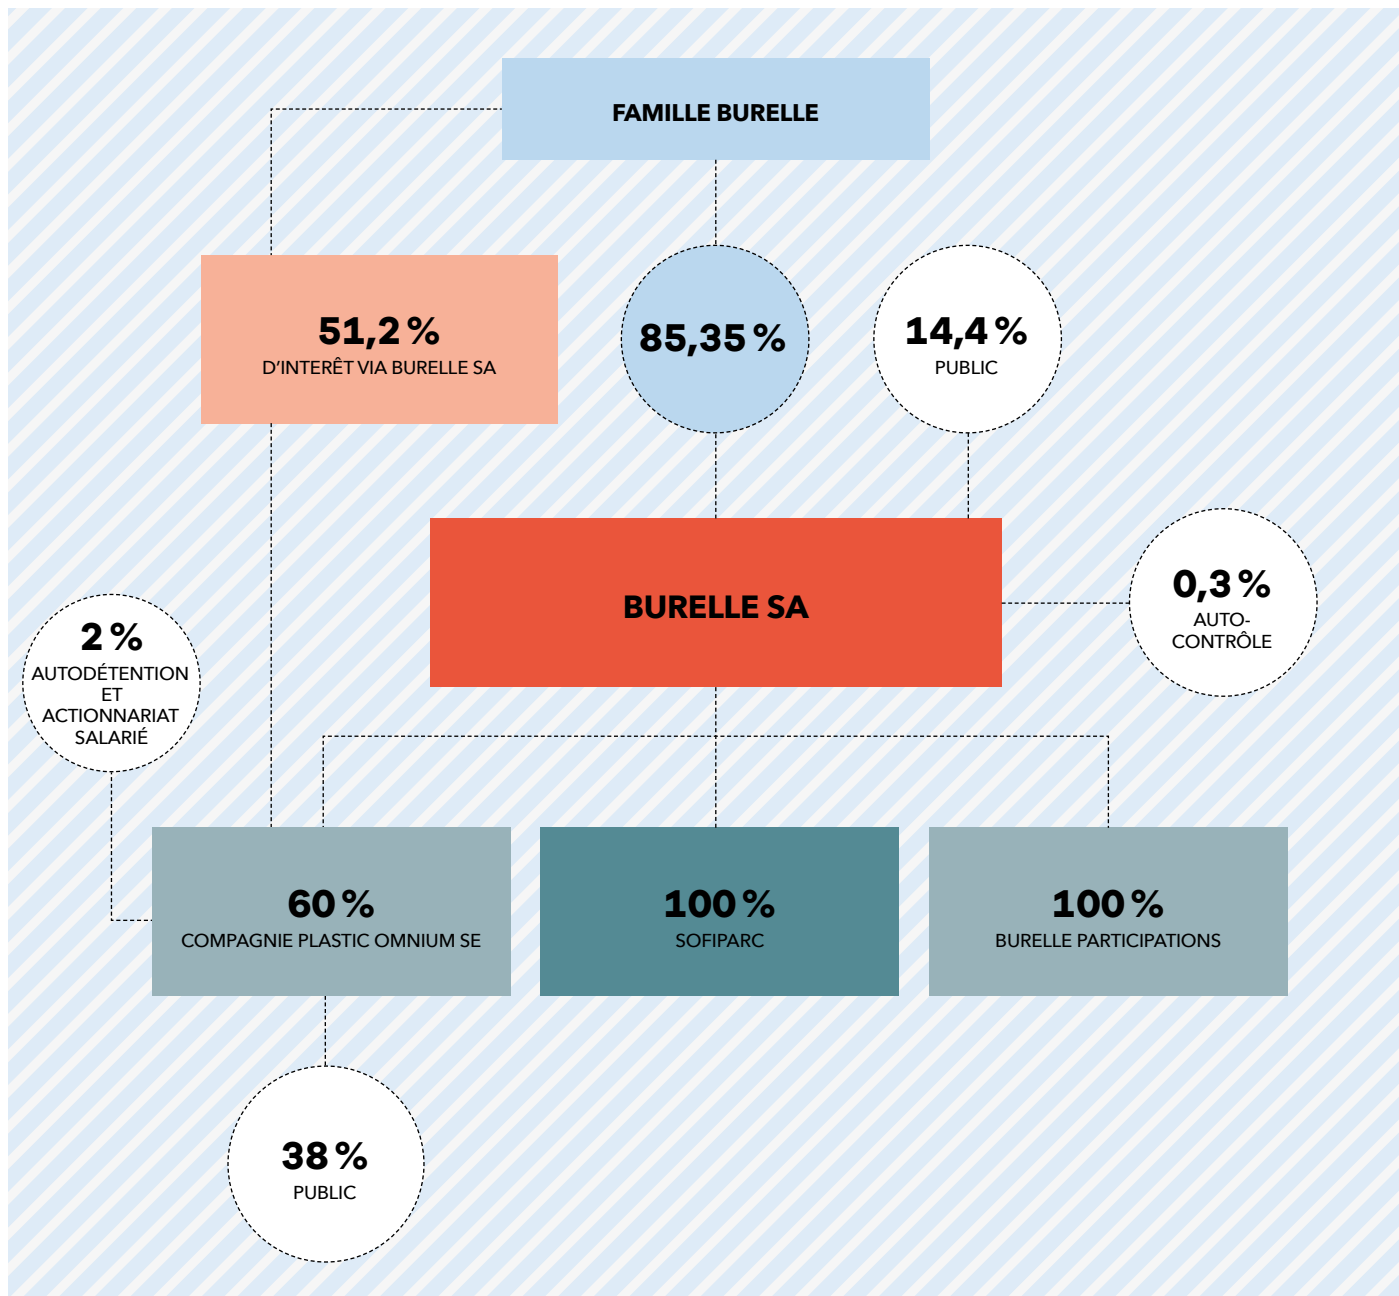 FAMILLE BURELLE
51,2 %
D'INTERÊT VIA BURELLE SA
85,35 %
14,4 %
PUBLIC
BURELLE SA
0,3 %
AUTO-
CONTRÔLE
2 %
AUTODÉTENTION
ET
ACTIONNARIAT
SALARIÉ
60 %
COMPAGNIE PLASTIC OMNIUM SE
100 %
SOFIPARC
100 %
BURELLE PARTICIPATIONS
38 %
PUBLIC